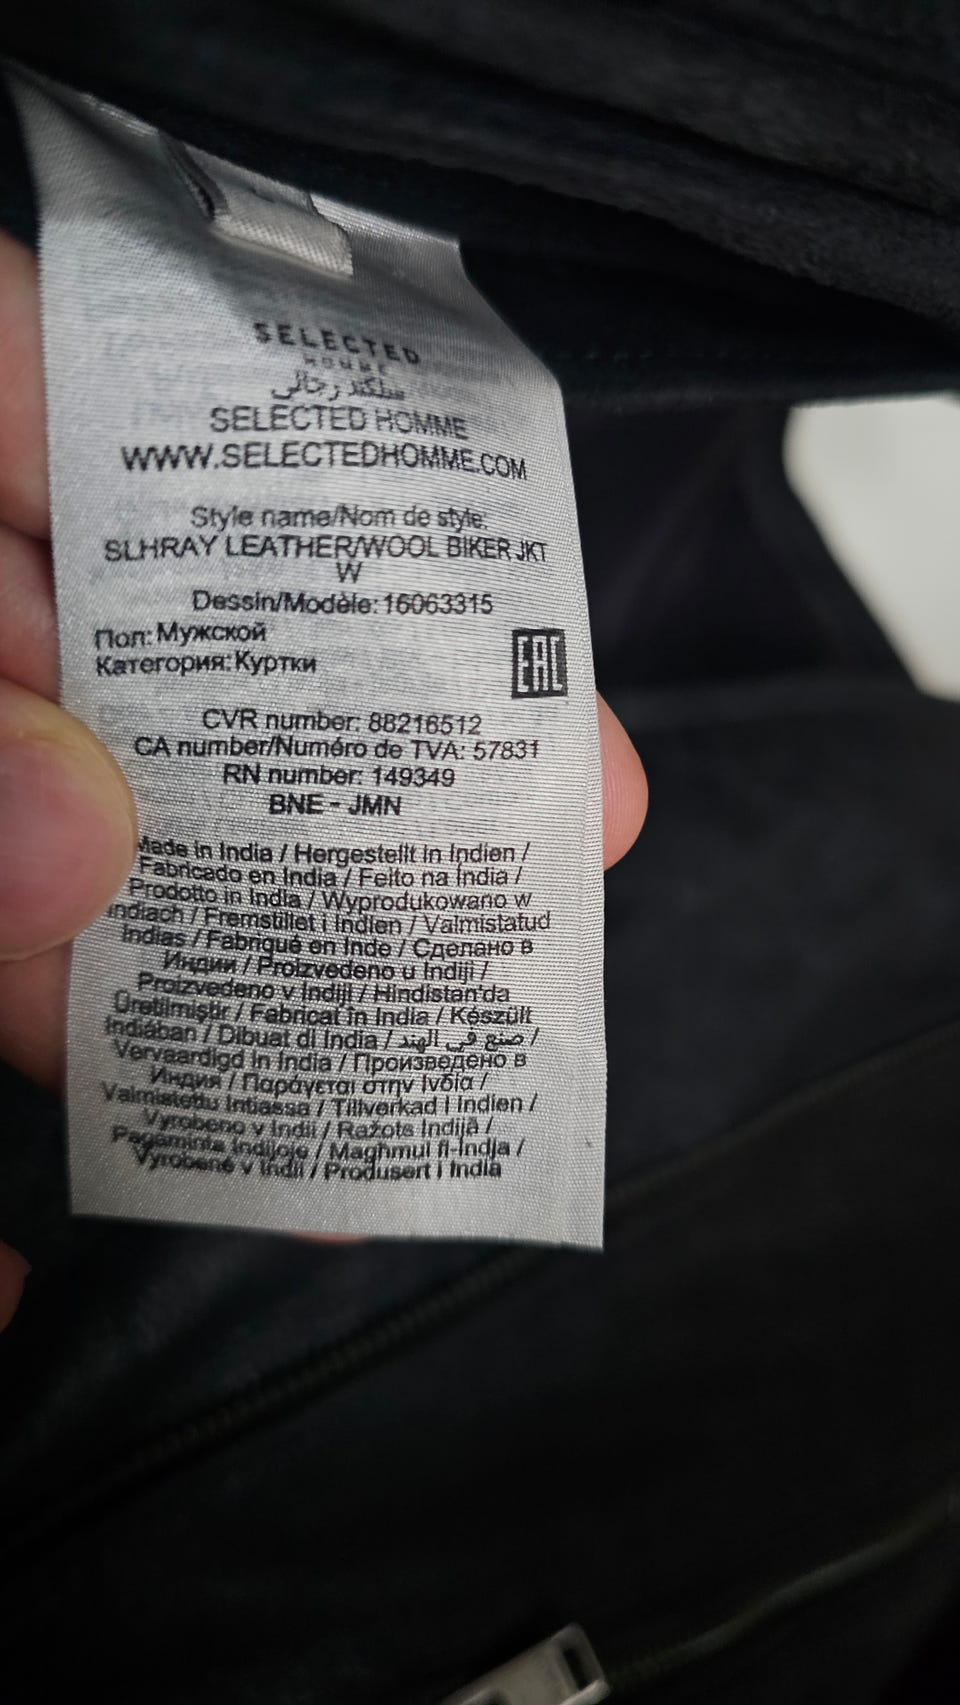 SELECTED
HOMME
سلكتد رجالي
SELECTED HOMME
WWW.SELECTEDHOMME.COM
Style name/Nom de style:
SLHRAY LEATHER/WOOL BIKER JKT
W
Dessin/Modèle: 16063315
Пол: Мужской
Категория: Куртки
EAC
CVR number: 88216512
CA number/Numéro de TVA: 57831
RN number: 149349
BNE - JMN
Made in India / Hergestellt in Indien /
Fabricado en India / Feito na Índia /
Prodotto in India / Wyprodukowano w
Indiach / Fremstillet i Indien / Valmistatud
Indias / Fabriqué en Inde / Сделано в
Индии / Proizvedeno u Indiji /
Proizvedeno v Indiji / Hindistan'da
Üretilmiştir / Fabricat în India / Készült
Indiában / Dibuat di India / صنع في الهند /
Vervaardigd in India / Произведено в
Индия / Παράγεται στην Ινδία /
Valmistettu Intiassa / Tillverkad i Indien /
Vyrobeno v Indii / Ražots Indijā /
Pagaminta Indijoje / Magħmul fl-Indja /
Vyrobené v Indii / Produsert i India